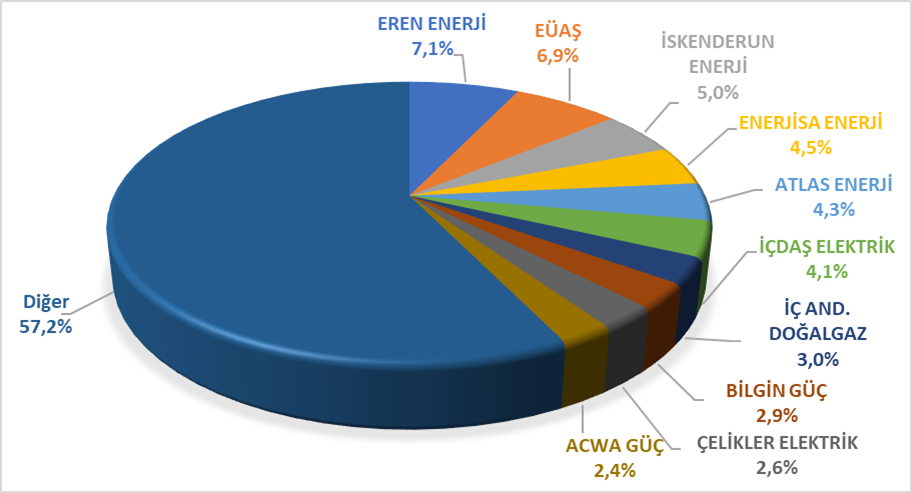 EREN ENERJİ
7,1%
EÜAŞ
6,9%
İSKENDERUN
ENERJİ
5,0%
ENERJİSA ENERJİ
4,5%
ATLAS ENERJİ
4,3%
İÇDAŞ ELEKTRİK
4,1%
İÇ AND.
DOĞALGAZ
3,0%
BİLGİN GÜÇ
2,9%
ÇELİKLER ELEKTRİK
2,6%
ACWA GÜÇ
2,4%
Diğer
57,2%